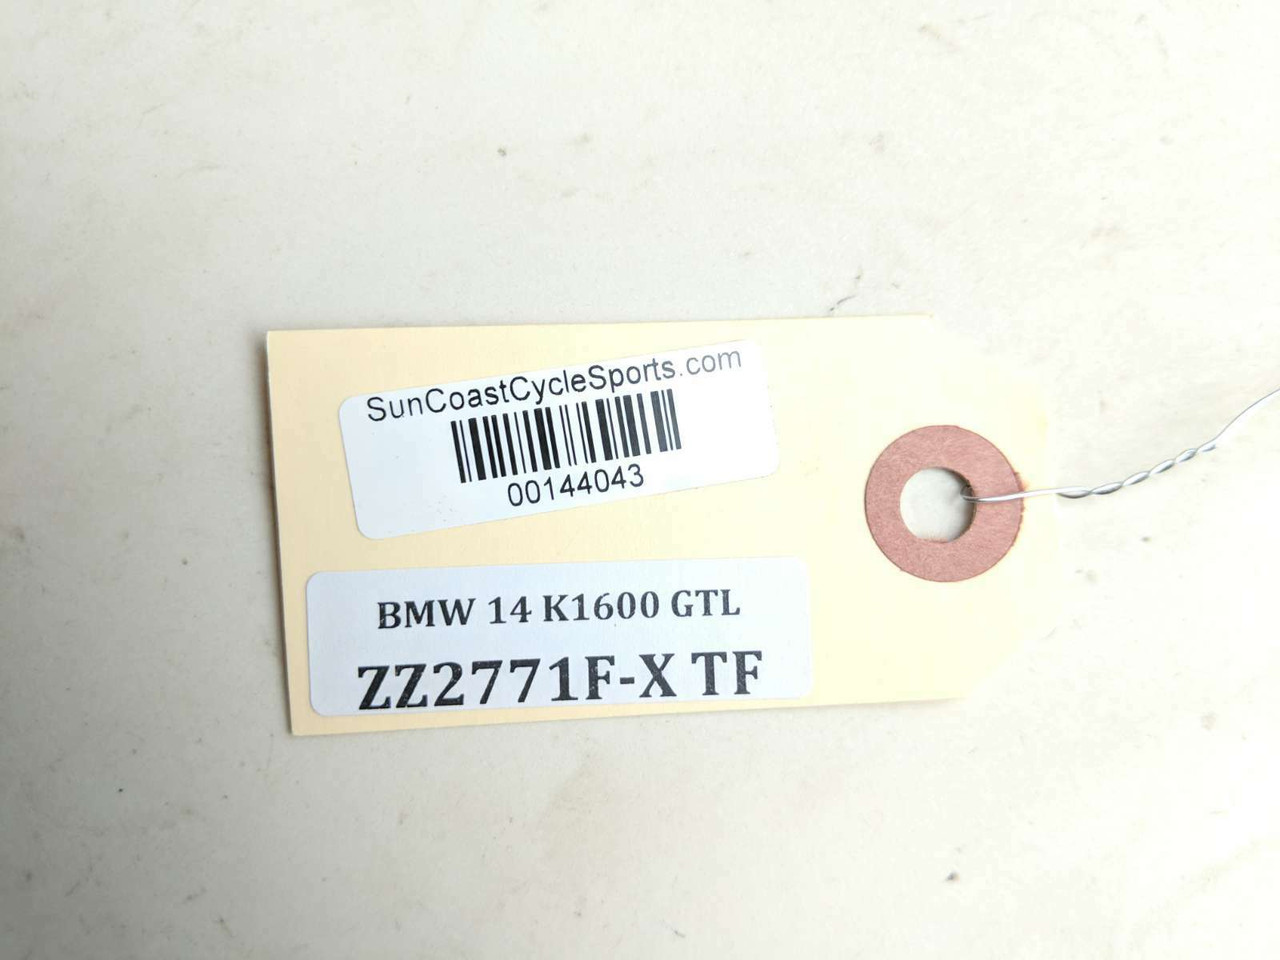 SunCoastCycleSports.com
00144043
BMW 14 K1600 GTL
ZZ2771F-X TF